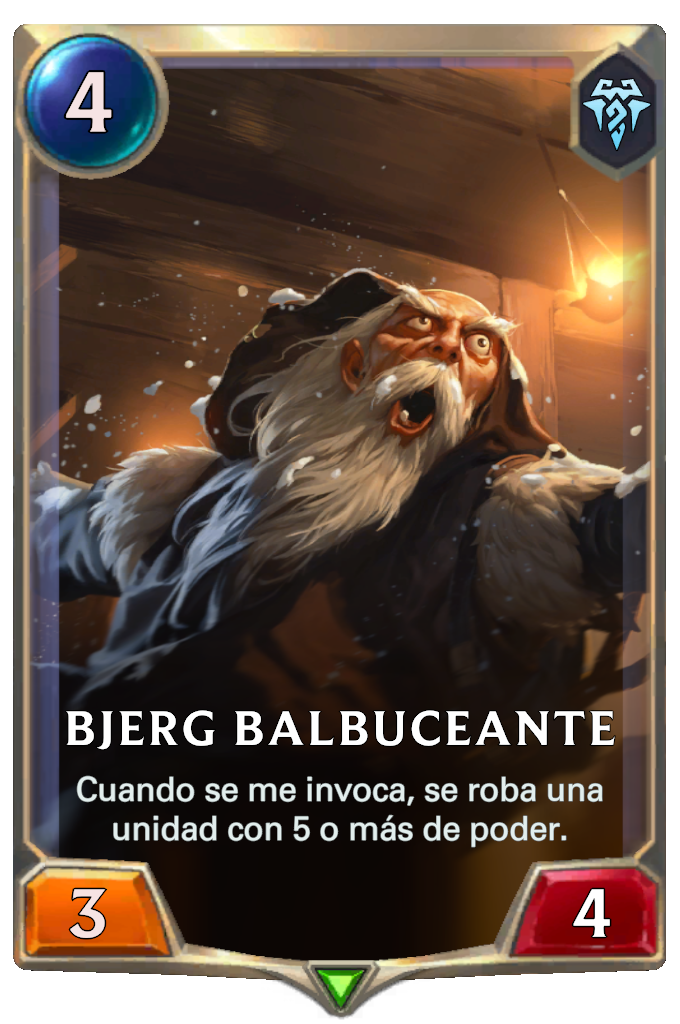 4
BJERG BALBUCEANTE
Cuando se me invoca, se roba una
unidad con 5 o más de poder.
3
4